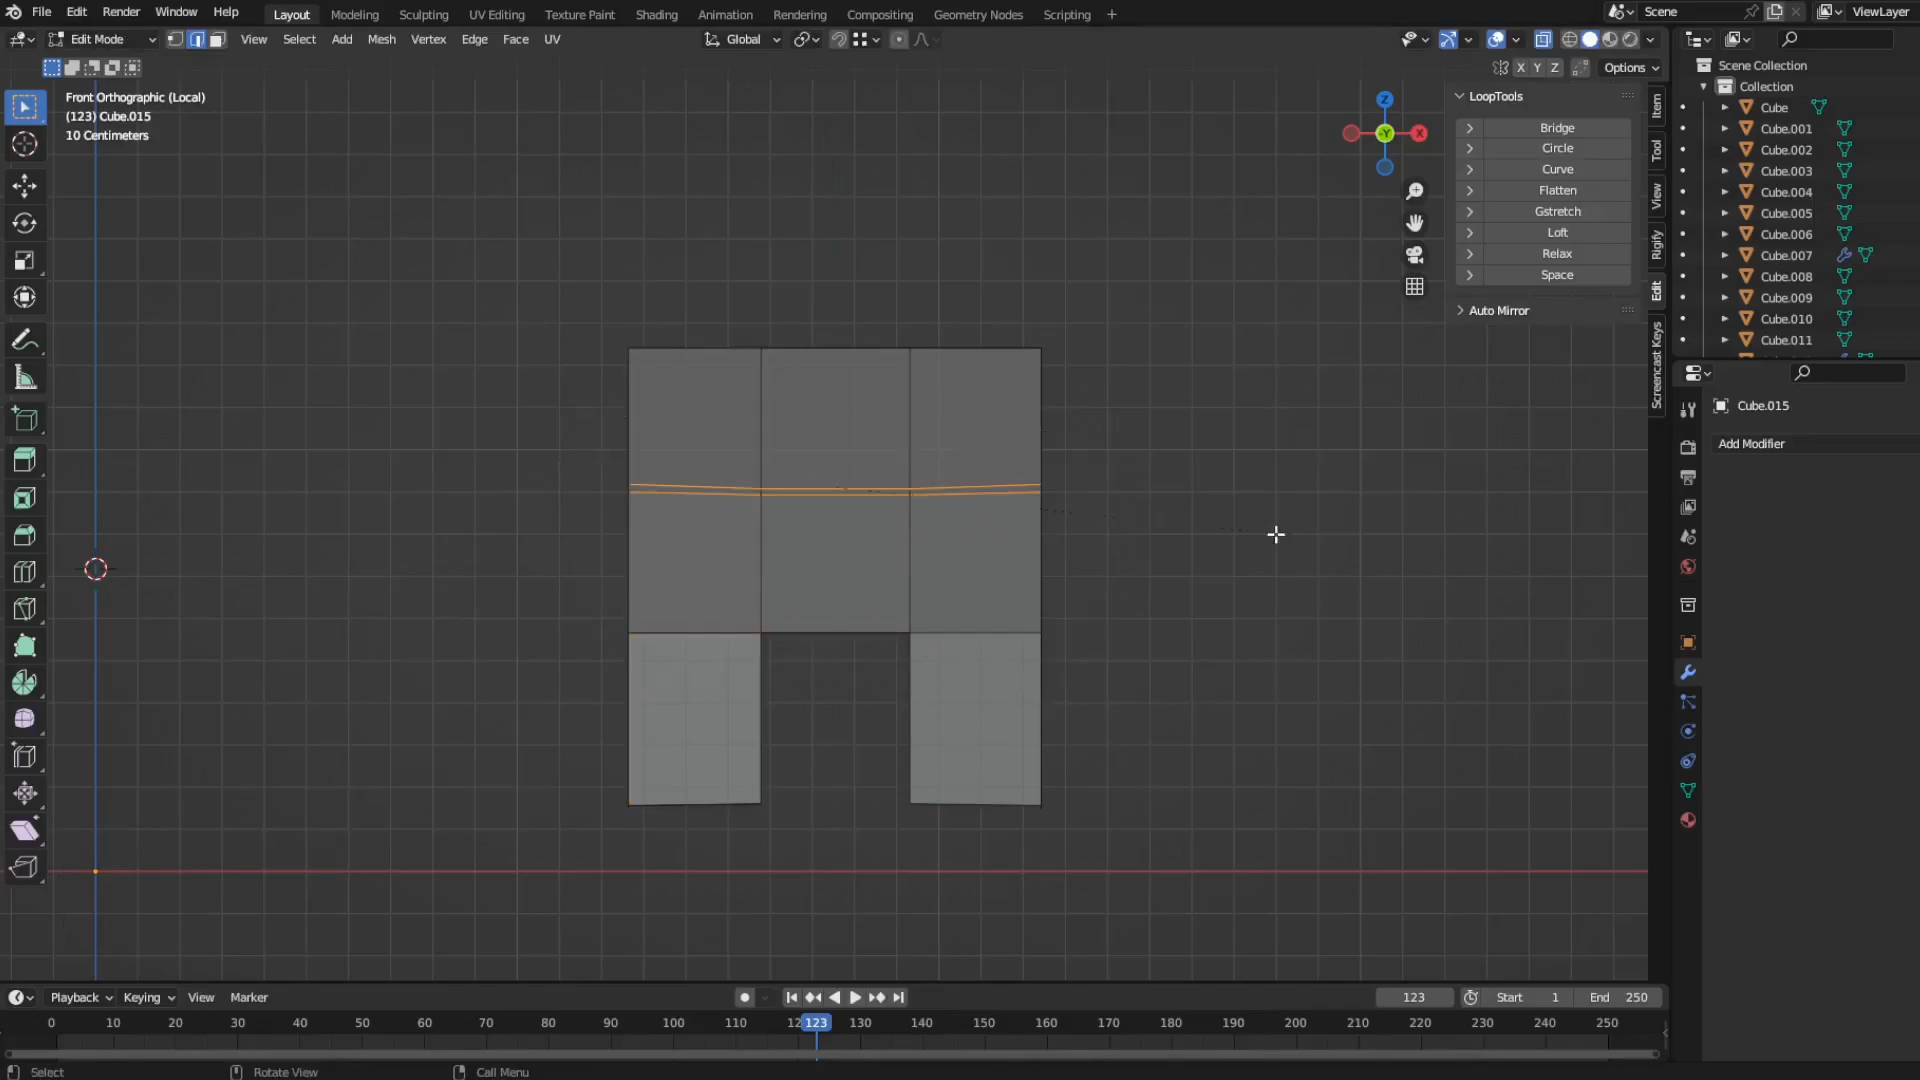 File Edit Render Window Help Layout Modeling Sculpting UV Editing Texture Paint Shading Animation Rendering Compositing Geometry Nodes Scripting + Scene ViewLayer
Edit Mode View Select Add Mesh Vertex Edge Face UV Global
X Y Z Options
Front Orthographic (Local)
(123) Cube.015
10 Centimeters
Z
-Y
X
LoopTools
Bridge
Circle
Curve
Flatten
Gstretch
Loft
Relax
Space
Auto Mirror
Item
Tool
View
Rigify
Edit
Screencast Keys
Scene Collection
Collection
Cube
Cube.001
Cube.002
Cube.003
Cube.004
Cube.005
Cube.006
Cube.007
Cube.008
Cube.009
Cube.010
Cube.011
Cube.015
Add Modifier
Playback Keying View Marker 123 Start 1 End 250
0 10 20 30 40 50 60 70 80 90 100 110 12 123 130 140 150 160 170 180 190 200 210 220 230 240 250
Select Rotate View Call Menu